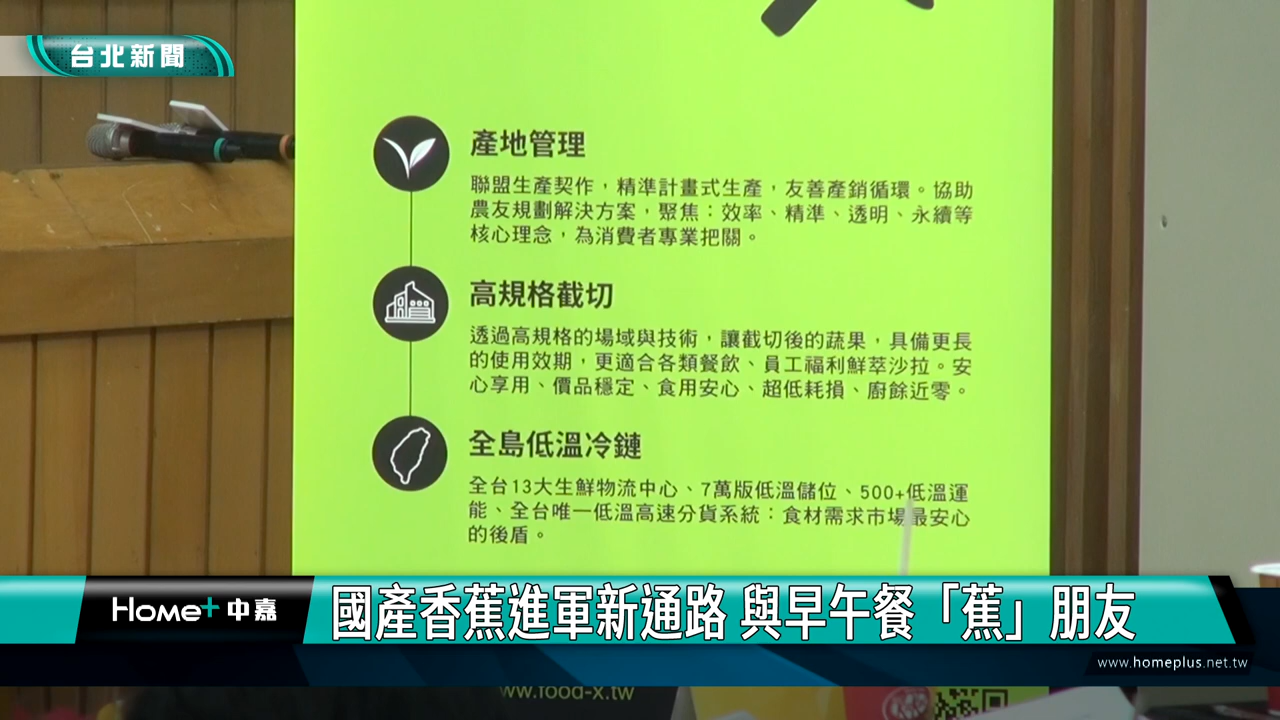 台北新聞
產地管理
聯盟生產契作，精準計畫式生產，友善產銷循環。協助
農友規劃解決方案，聚焦：效率、精準、透明、永續等
核心理念，為消費者專業把關。
高規格截切
透過高規格的場域與技術，讓截切後的蔬果，具備更長
的使用效期，更適合各類餐飲、員工福利鮮萃沙拉。安
心享用、價品穩定、食用安心、超低耗損、廚餘近零。
全島低溫冷鏈
全台13大生鮮物流中心、7萬版低溫儲位、500+低溫運
能、全台唯一低溫高速分貨系統：食材需求市場最安心
的後盾。
Home+ 中嘉
國產香蕉進軍新通路 與早午餐「蕉」朋友
www.homeplus.net.tw
www.food-x.tw